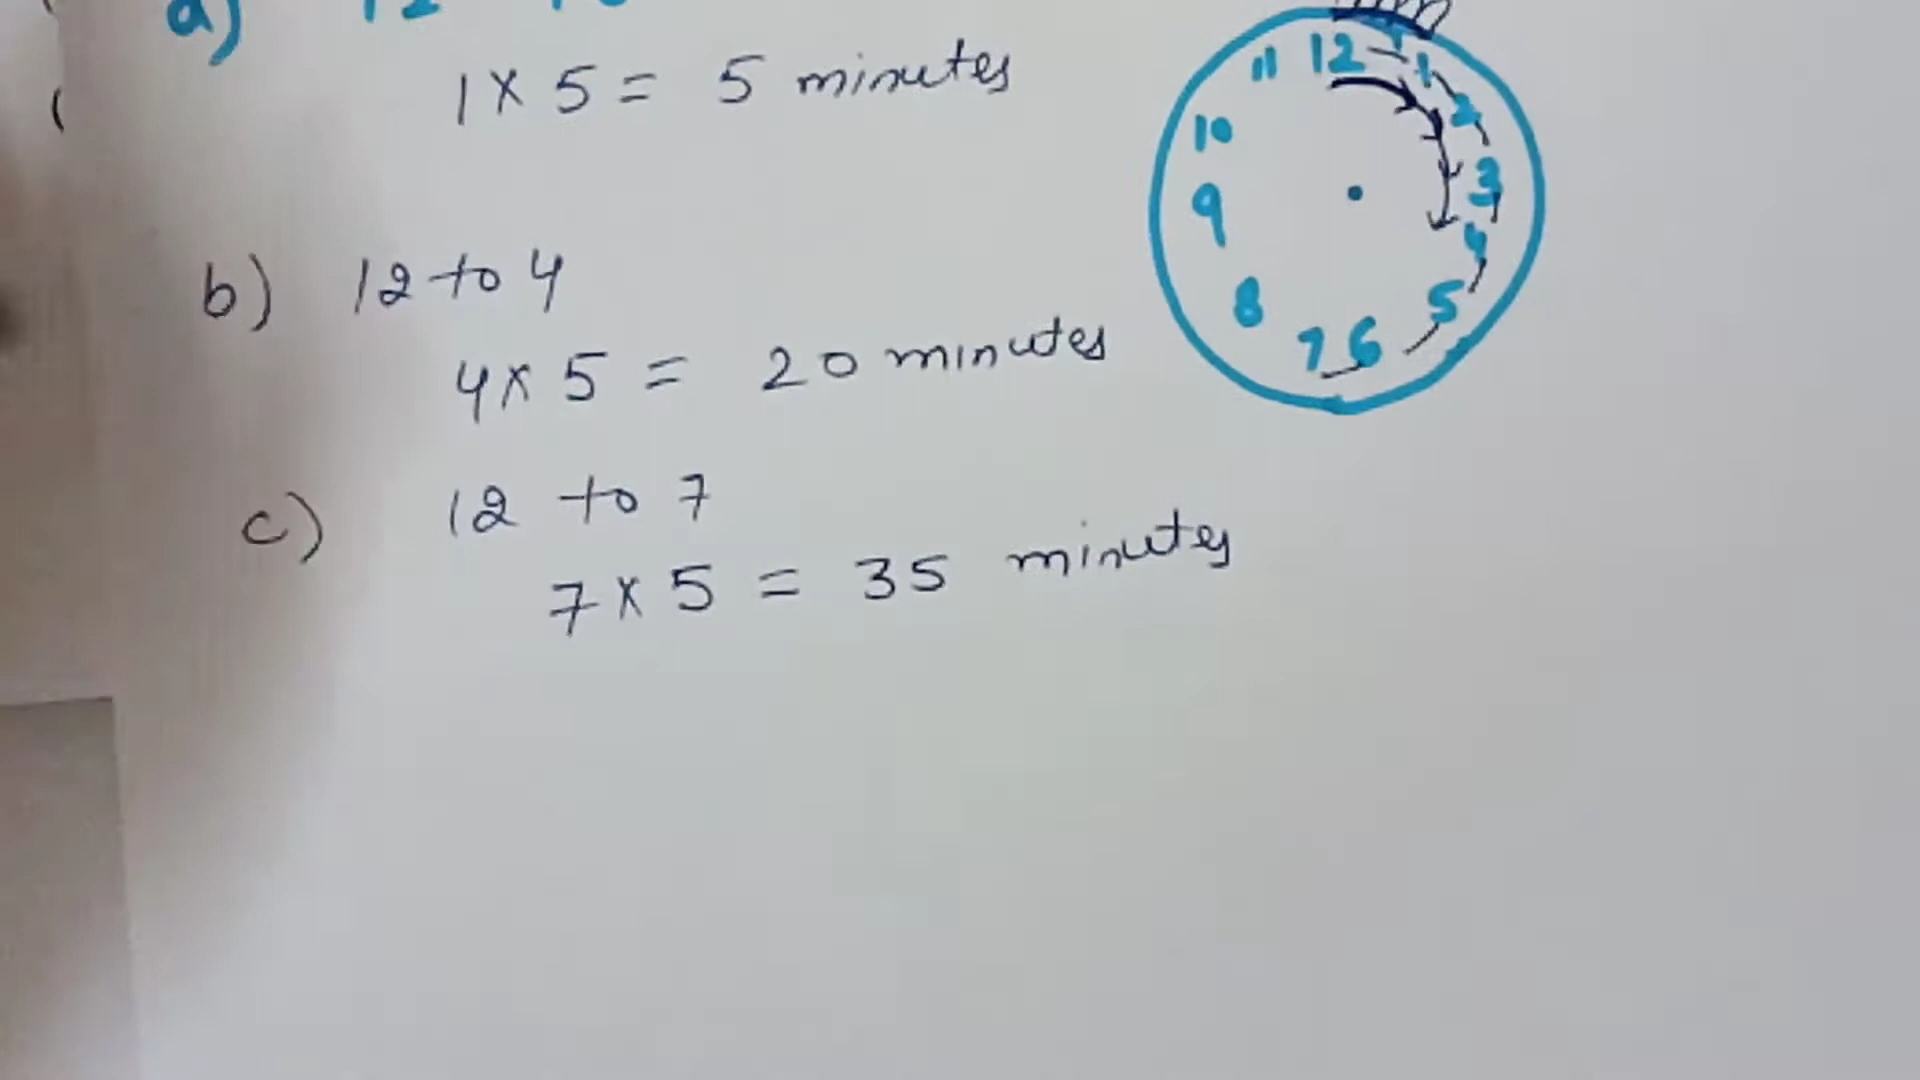 a) 12
1 x 5 = 5 minutes
b) 12 to 4
4 x 5 = 20 minutes
c) 12 to 7
7 x 5 = 35 minutes
11 12 1
10 2
9 3
4
8 5
7 6